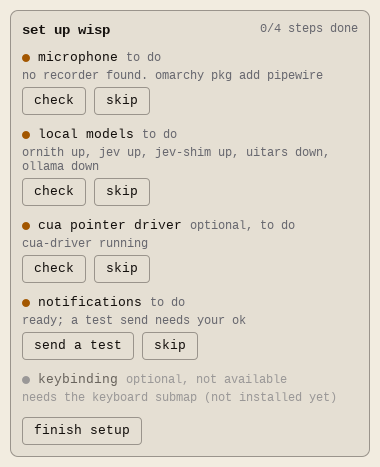 set up wisp 0/4 steps done
microphone to do
no recorder found. omarchy pkg add pipewire
check skip
local models to do
ornith up, jev up, jev-shim up, uitars down,
ollama down
check skip
cua pointer driver optional, to do
cua-driver running
check skip
notifications to do
ready; a test send needs your ok
send a test skip
keybinding optional, not available
needs the keyboard submap (not installed yet)
finish setup